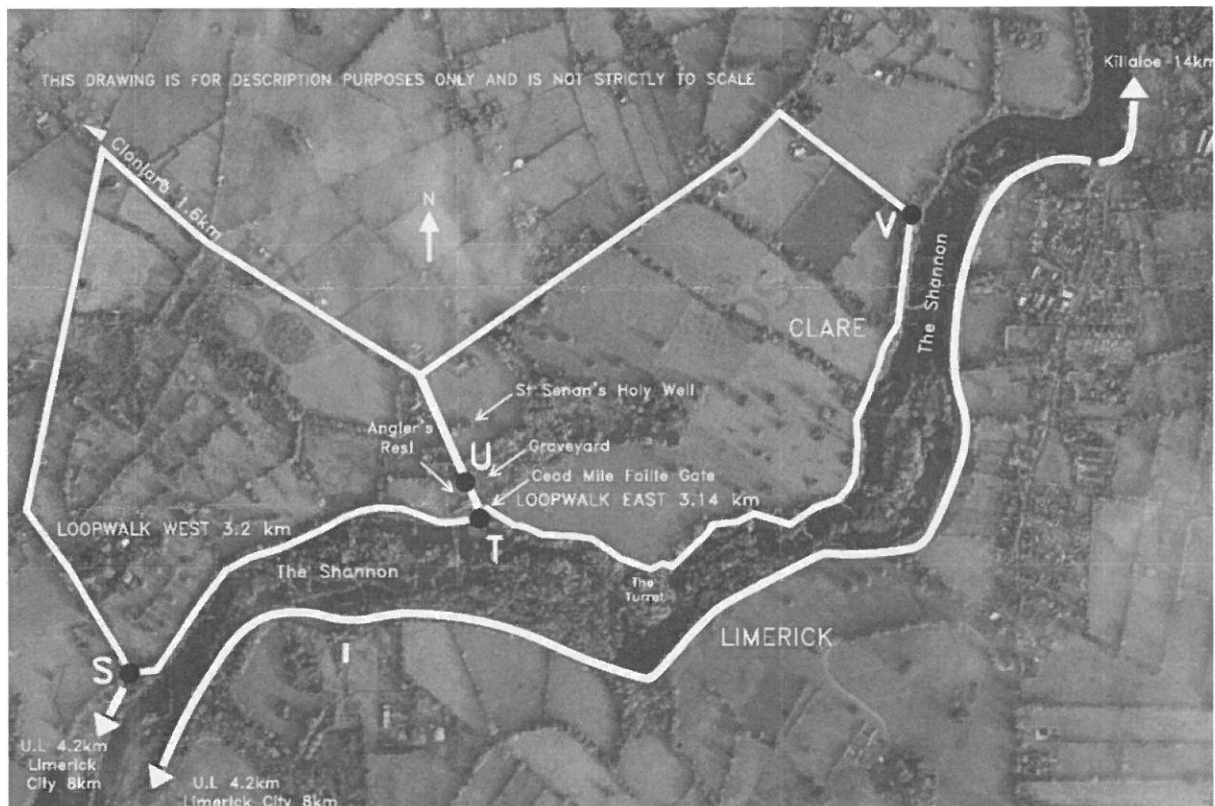 THIS DRAWING IS FOR DESCRIPTION PURPOSES ONLY AND IS NOT STRICTLY TO SCALE
Killaloe 14km
Clonlara 1.6km
N
V
The Shannon
CLARE
St Senan's Holy Well
Angler's
Rest
U
Graveyard
Cead Mile Failte Gate
LOOPWALK EAST 3.14 km
LOOPWALK WEST 3.2 km
T
The Shannon
The
Turret
LIMERICK
S
U.L 4.2km
Limerick
City 8km
U.L 4.2km
Limerick City 8km